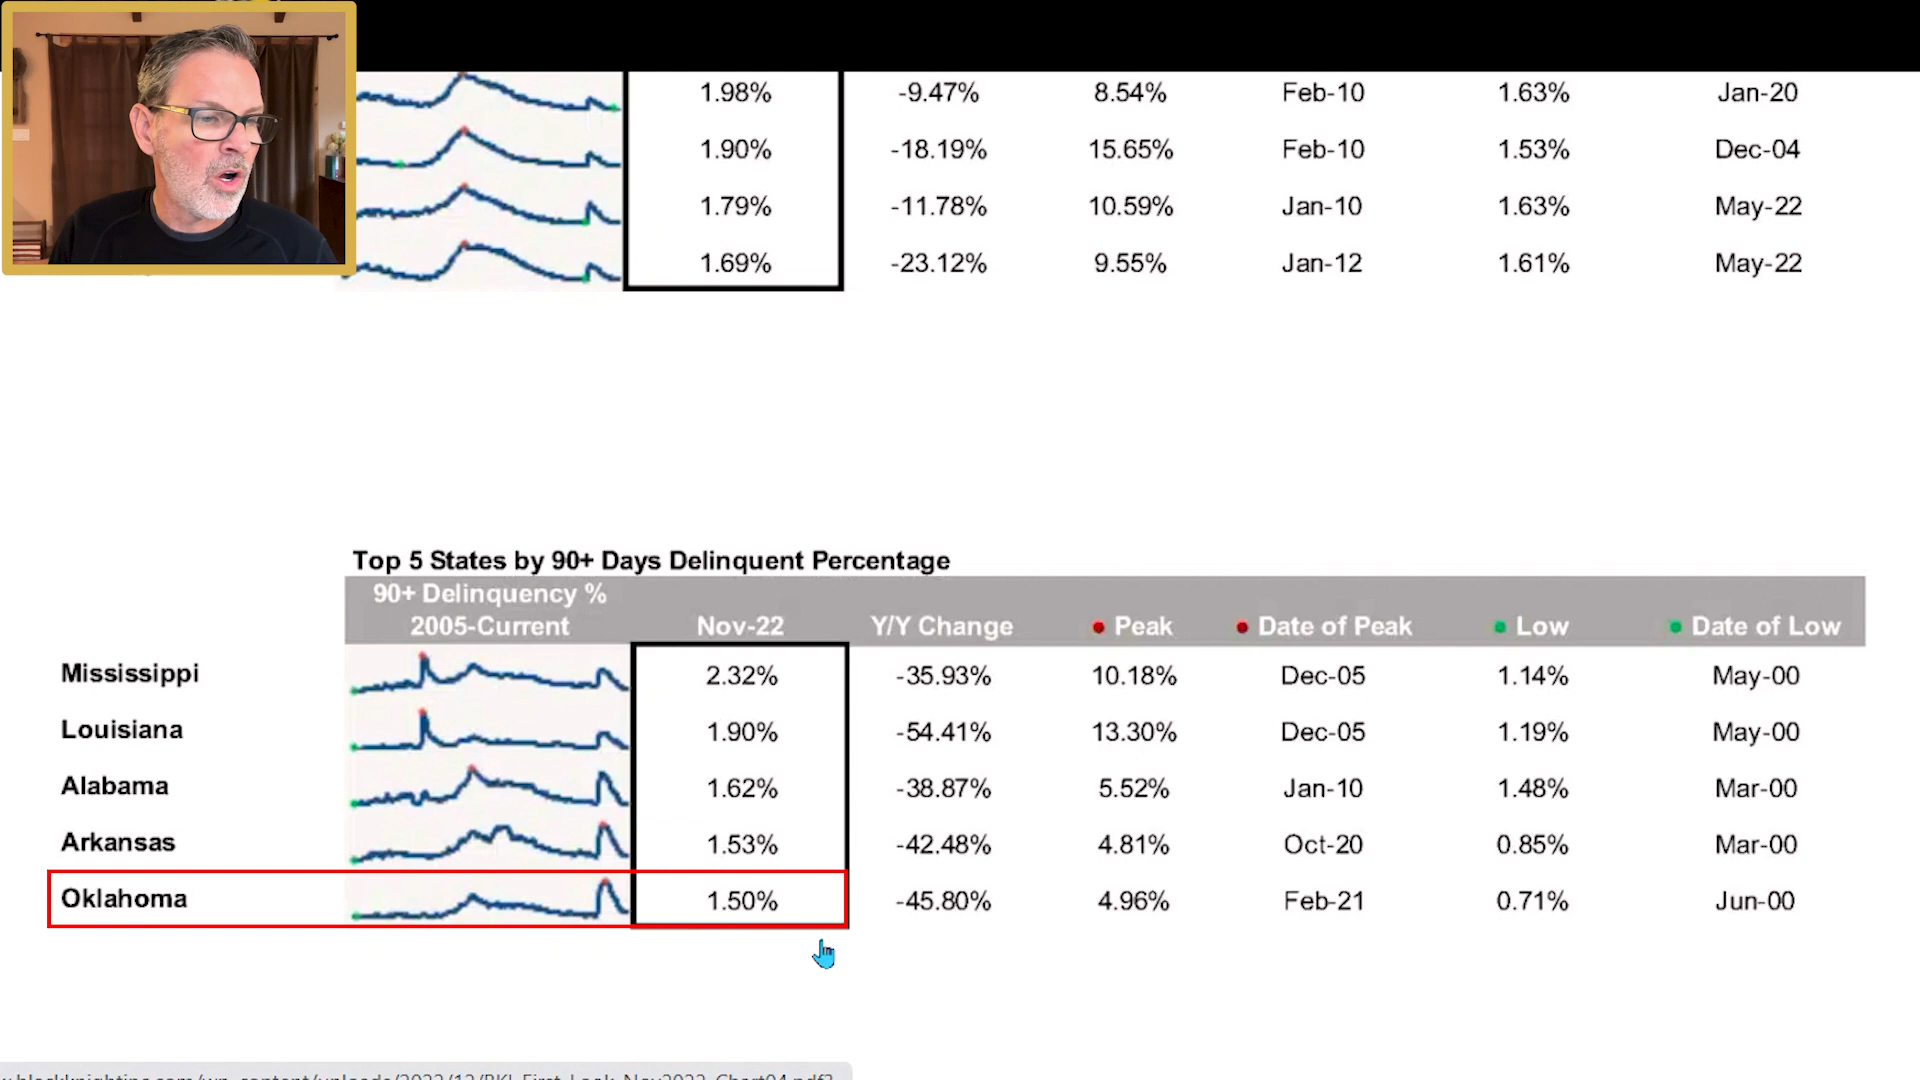 1.98% -9.47% 8.54% Feb-10 1.63% Jan-20
1.90% -18.19% 15.65% Feb-10 1.53% Dec-04
1.79% -11.78% 10.59% Jan-10 1.63% May-22
1.69% -23.12% 9.55% Jan-12 1.61% May-22
Top 5 States by 90+ Days Delinquent Percentage
90+ Delinquency %
2005-Current Nov-22 Y/Y Change Peak Date of Peak Low Date of Low
Mississippi 2.32% -35.93% 10.18% Dec-05 1.14% May-00
Louisiana 1.90% -54.41% 13.30% Dec-05 1.19% May-00
Alabama 1.62% -38.87% 5.52% Jan-10 1.48% Mar-00
Arkansas 1.53% -42.48% 4.81% Oct-20 0.85% Mar-00
Oklahoma 1.50% -45.80% 4.96% Feb-21 0.71% Jun-00